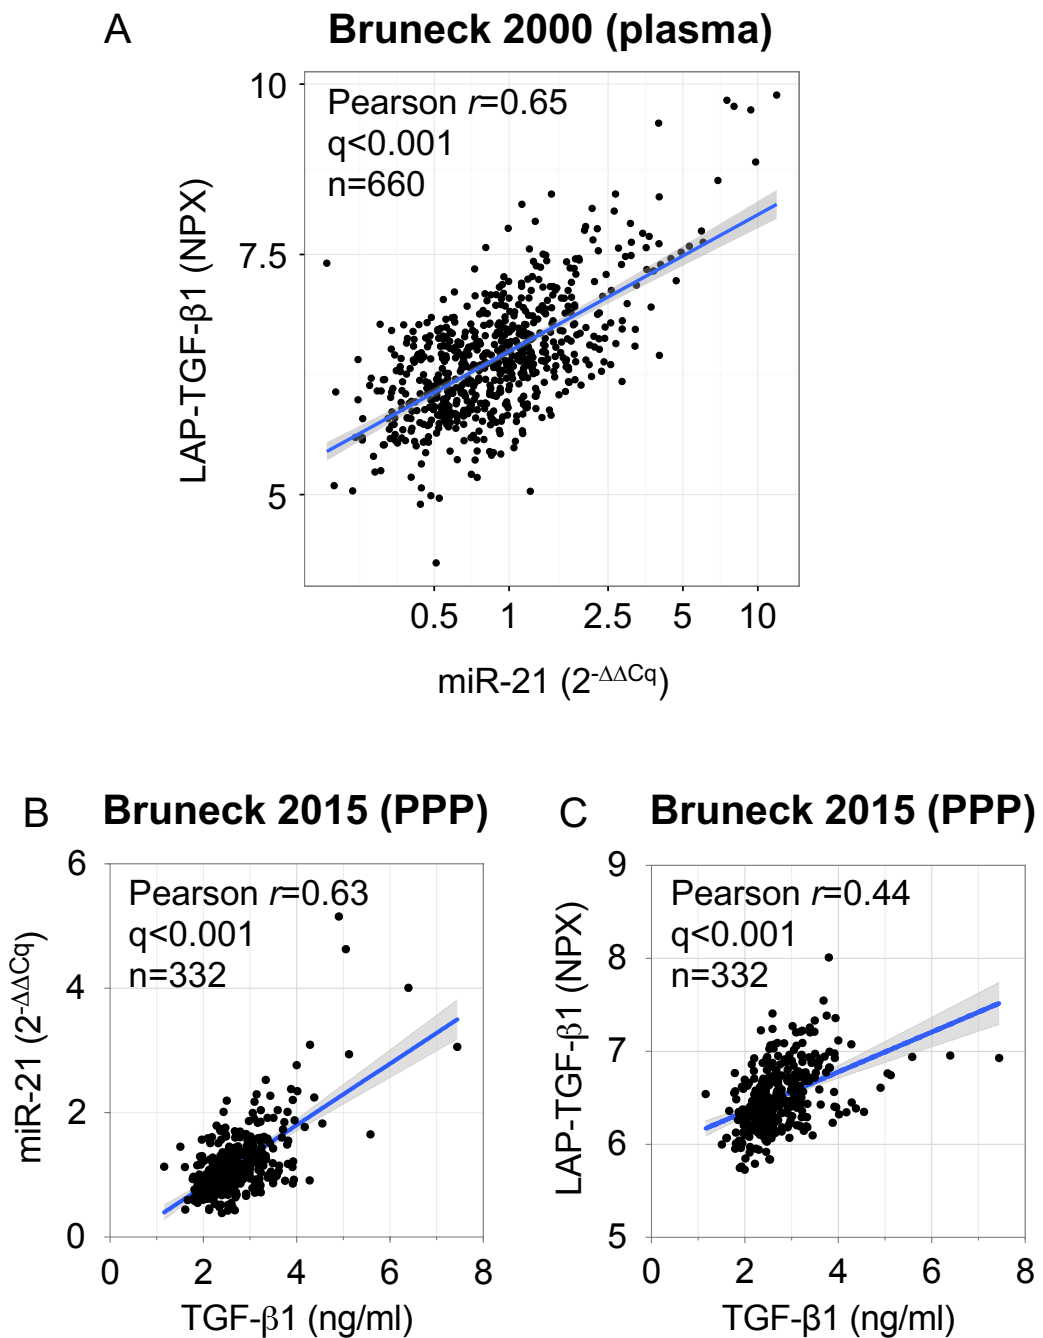 A
Bruneck 2000 (plasma)
Pearson r=0.65
q<0.001
n=660
LAP-TGF-β1 (NPX)
10
7.5
5
0.5 1 2.5 5 10
miR-21 (2-ΔΔCq)
B
Bruneck 2015 (PPP)
Pearson r=0.63
q<0.001
n=332
miR-21 (2-ΔΔCq)
6
4
2
0
0 2 4 6 8
TGF-β1 (ng/ml)
C
Bruneck 2015 (PPP)
Pearson r=0.44
q<0.001
n=332
LAP-TGF-β1 (NPX)
9
8
7
6
5
0 2 4 6 8
TGF-β1 (ng/ml)